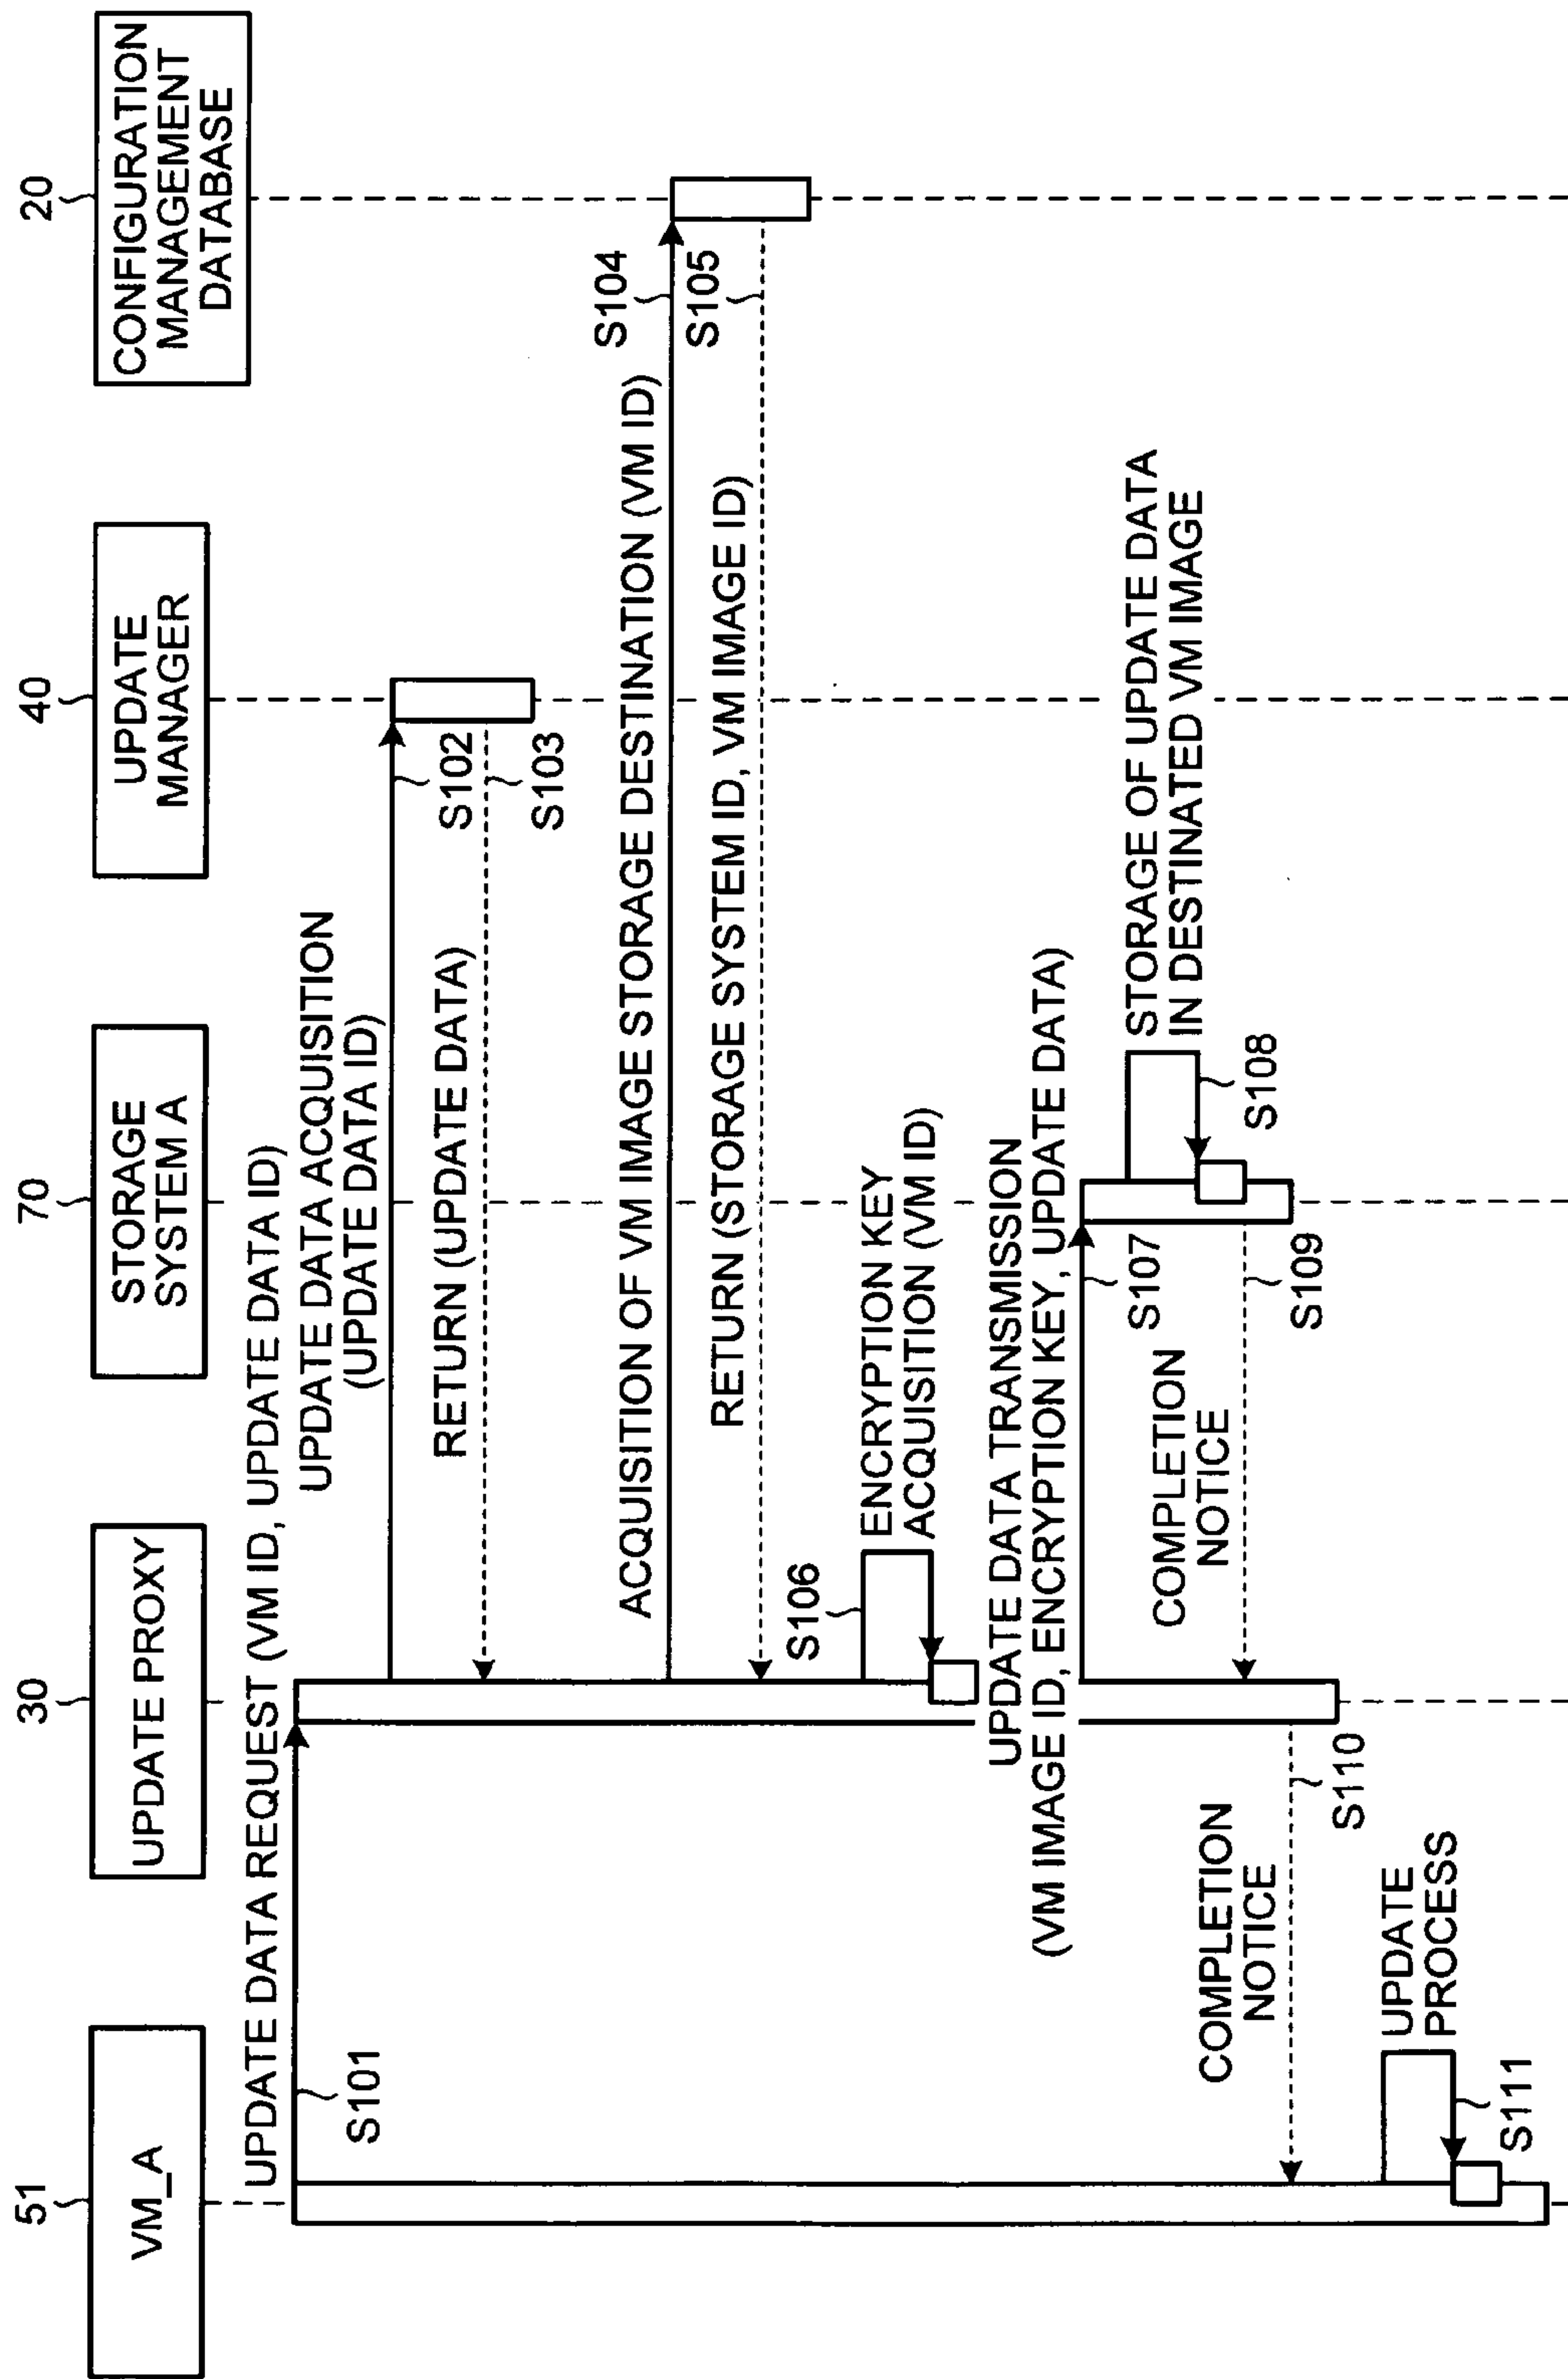 51
VM_A
30
UPDATE PROXY
70
STORAGE
SYSTEM A
40
UPDATE
MANAGER
20
CONFIGURATION
MANAGEMENT
DATABASE
UPDATE DATA REQUEST (VM ID, UPDATE DATA ID)
S101
UPDATE DATA ACQUISITION
(UPDATE DATA ID)
S102
RETURN (UPDATE DATA)
S103
ACQUISITION OF VM IMAGE STORAGE DESTINATION (VM ID)
S104
RETURN (STORAGE SYSTEM ID, VM IMAGE ID)
S105
S106
ENCRYPTION KEY
ACQUISITION (VM ID)
UPDATE DATA TRANSMISSION
(VM IMAGE ID, ENCRYPTION KEY, UPDATE DATA)
S107
STORAGE OF UPDATE DATA
IN DESTINATED VM IMAGE
S108
COMPLETION
NOTICE
S109
COMPLETION
NOTICE
S110
UPDATE
PROCESS
S111